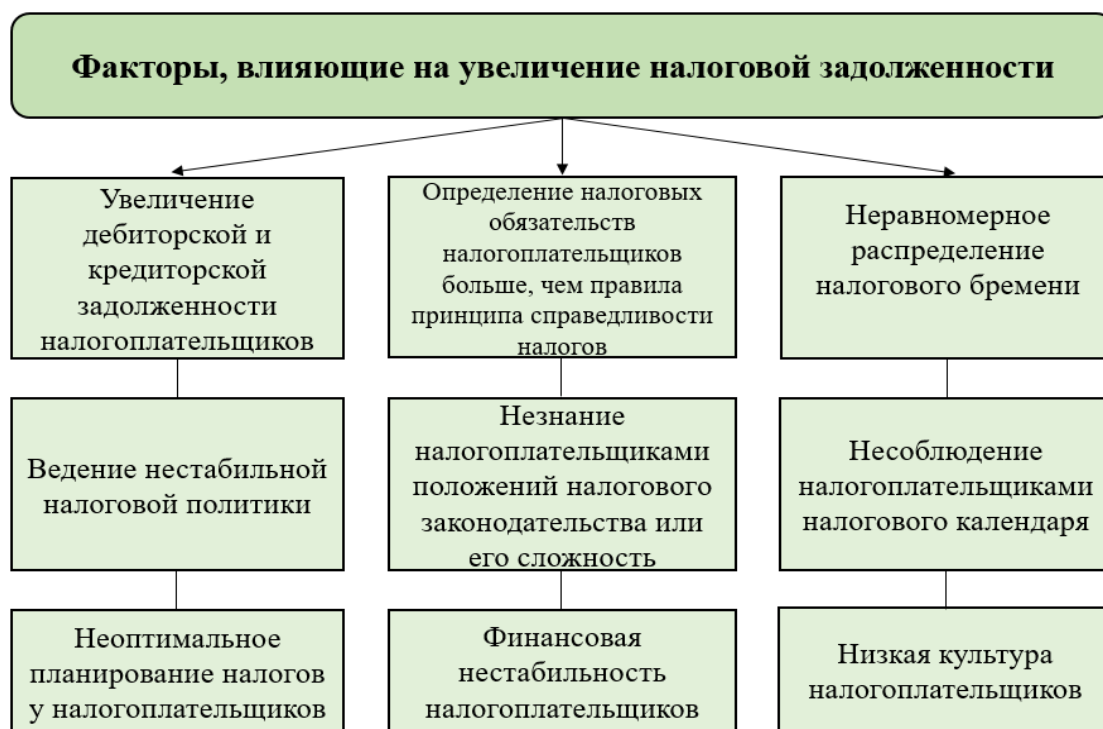 Факторы, влияющие на увеличение налоговой задолженности
Увеличение
дебиторской и
кредиторской
задолженности
налогоплательщиков
Определение налоговых
обязательств
налогоплательщиков
больше, чем правила
принципа справедливости
налогов
Неравномерное
распределение
налогового бремени
Ведение нестабильной
налоговой политики
Незнание
налогоплательщиками
положений налогового
законодательства или
его сложность
Несоблюдение
налогоплательщиками
налогового календаря
Неоптимальное
планирование налогов
у налогоплательщиков
Финансовая
нестабильность
налогоплательщиков
Низкая культура
налогоплательщиков